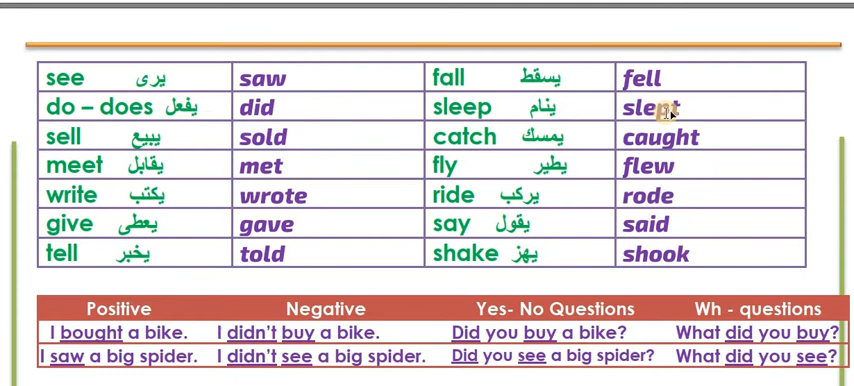 see يرى saw fall يسقط fell
do – does يفعل did sleep ينام slept
sell يبيع sold catch يمسك caught
meet يقابل met fly يطير flew
write يكتب wrote ride يركب rode
give يعطى gave say يقول said
tell يخبر told shake يهز shook
Positive Negative Yes- No Questions Wh - questions
I bought a bike. I didn't buy a bike. Did you buy a bike? What did you buy?
I saw a big spider. I didn't see a big spider. Did you see a big spider? What did you see?